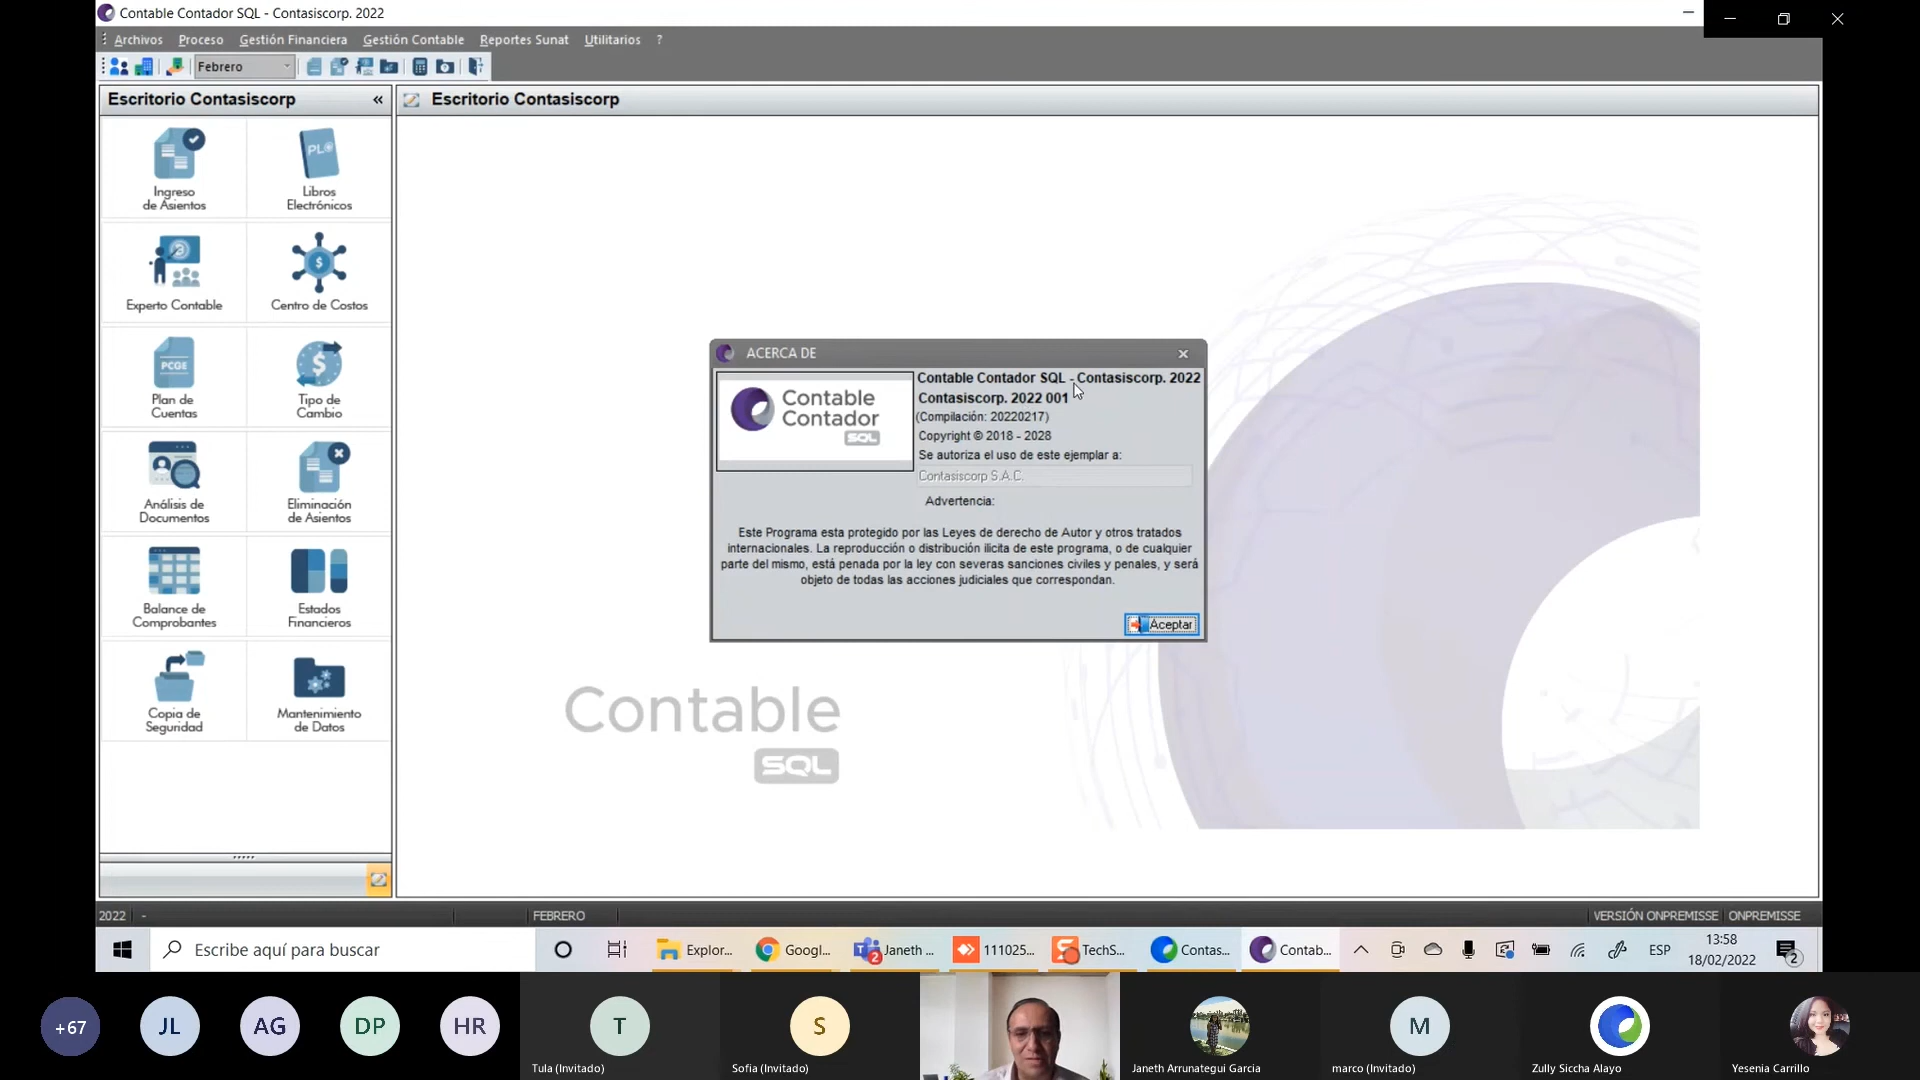 Contable Contador SQL - Contasiscorp. 2022
Archivos Proceso Gestión Financiera Gestión Contable Reportes Sunat Utilitarios ?
Febrero
Escritorio Contasiscorp «
Escritorio Contasiscorp
Ingreso
de Asientos
PL
Libros
Electrónicos
Experto Contable
$
Centro de Costos
PCGE
Plan de
Cuentas
$
Tipo de
Cambio
Análisis de
Documentos
Eliminación
de Asientos
Balance de
Comprobantes
Estados
Financieros
Copia de
Seguridad
Mantenimiento
de Datos
ACERCA DE
Contable
Contador
SQL
Contable Contador SQL - Contasiscorp. 2022
Contasiscorp. 2022 001
(Compilación: 20220217)
Copyright © 2018 - 2028
Se autoriza el uso de este ejemplar a:
Contasiscorp S.A.C.
Advertencia:
Este Programa esta protegido por las Leyes de derecho de Autor y otros tratados
internacionales. La reproducción o distribución ilicita de este programa, o de cualquier
parte del mismo, está penada por la ley con severas sanciones civiles y penales, y será
objeto de todas las acciones judiciales que correspondan.
Aceptar
Contable
SQL
2022 - FEBRERO VERSIÓN ONPREMISSE ONPREMISSE
Escribe aquí para buscar
Explor... Googl... Janeth ... 111025... TechS... Contas... Contab...
2
ESP
13:58
18/02/2022
2
+67 JL AG DP HR T S M
Tula (Invitado) Sofia (Invitado) Janeth Arrunategui Garcia marco (Invitado) Zully Siccha Alayo Yesenia Carrillo